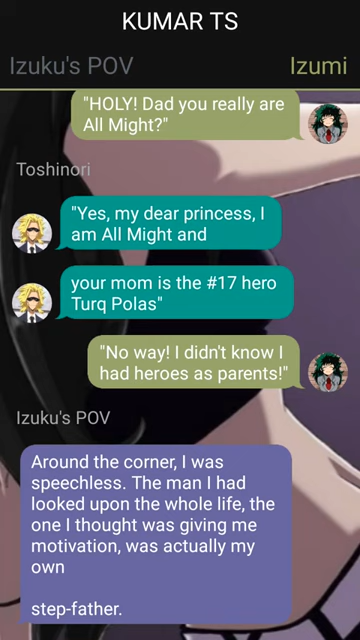 KUMAR TS
Izuku's POV
Izumi
"HOLY! Dad you really are
All Might?"
Toshinori
"Yes, my dear princess, I
am All Might and
your mom is the #17 hero
Turq Polas"
"No way! I didn't know I
had heroes as parents!"
Izuku's POV
Around the corner, I was
speechless. The man I had
looked upon the whole life, the
one I thought was giving me
motivation, was actually my
own
step-father.